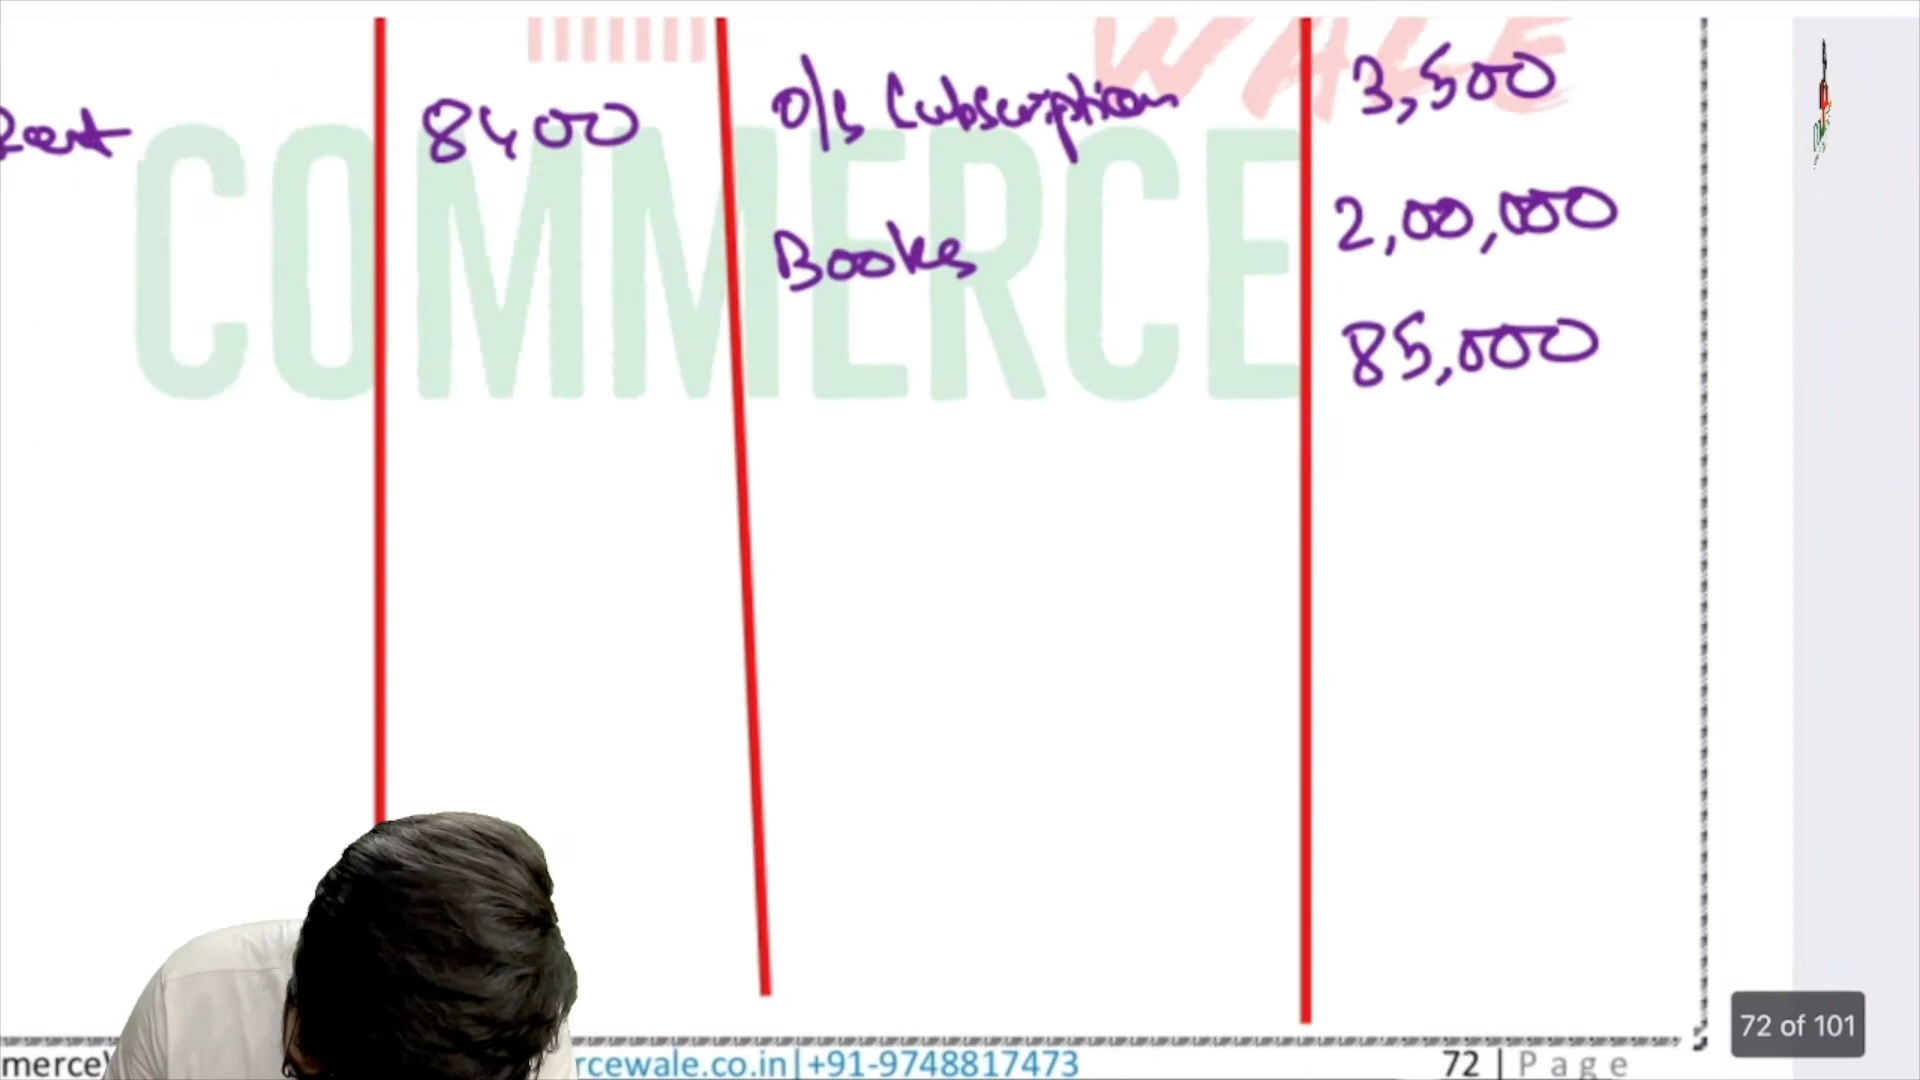 WALE
COMMERCE
Rent 8400 O/s Subscription 3,500
Books 2,00,000
85,000
rcewale.co.in|+91-9748817473
72 | Page
72 of 101